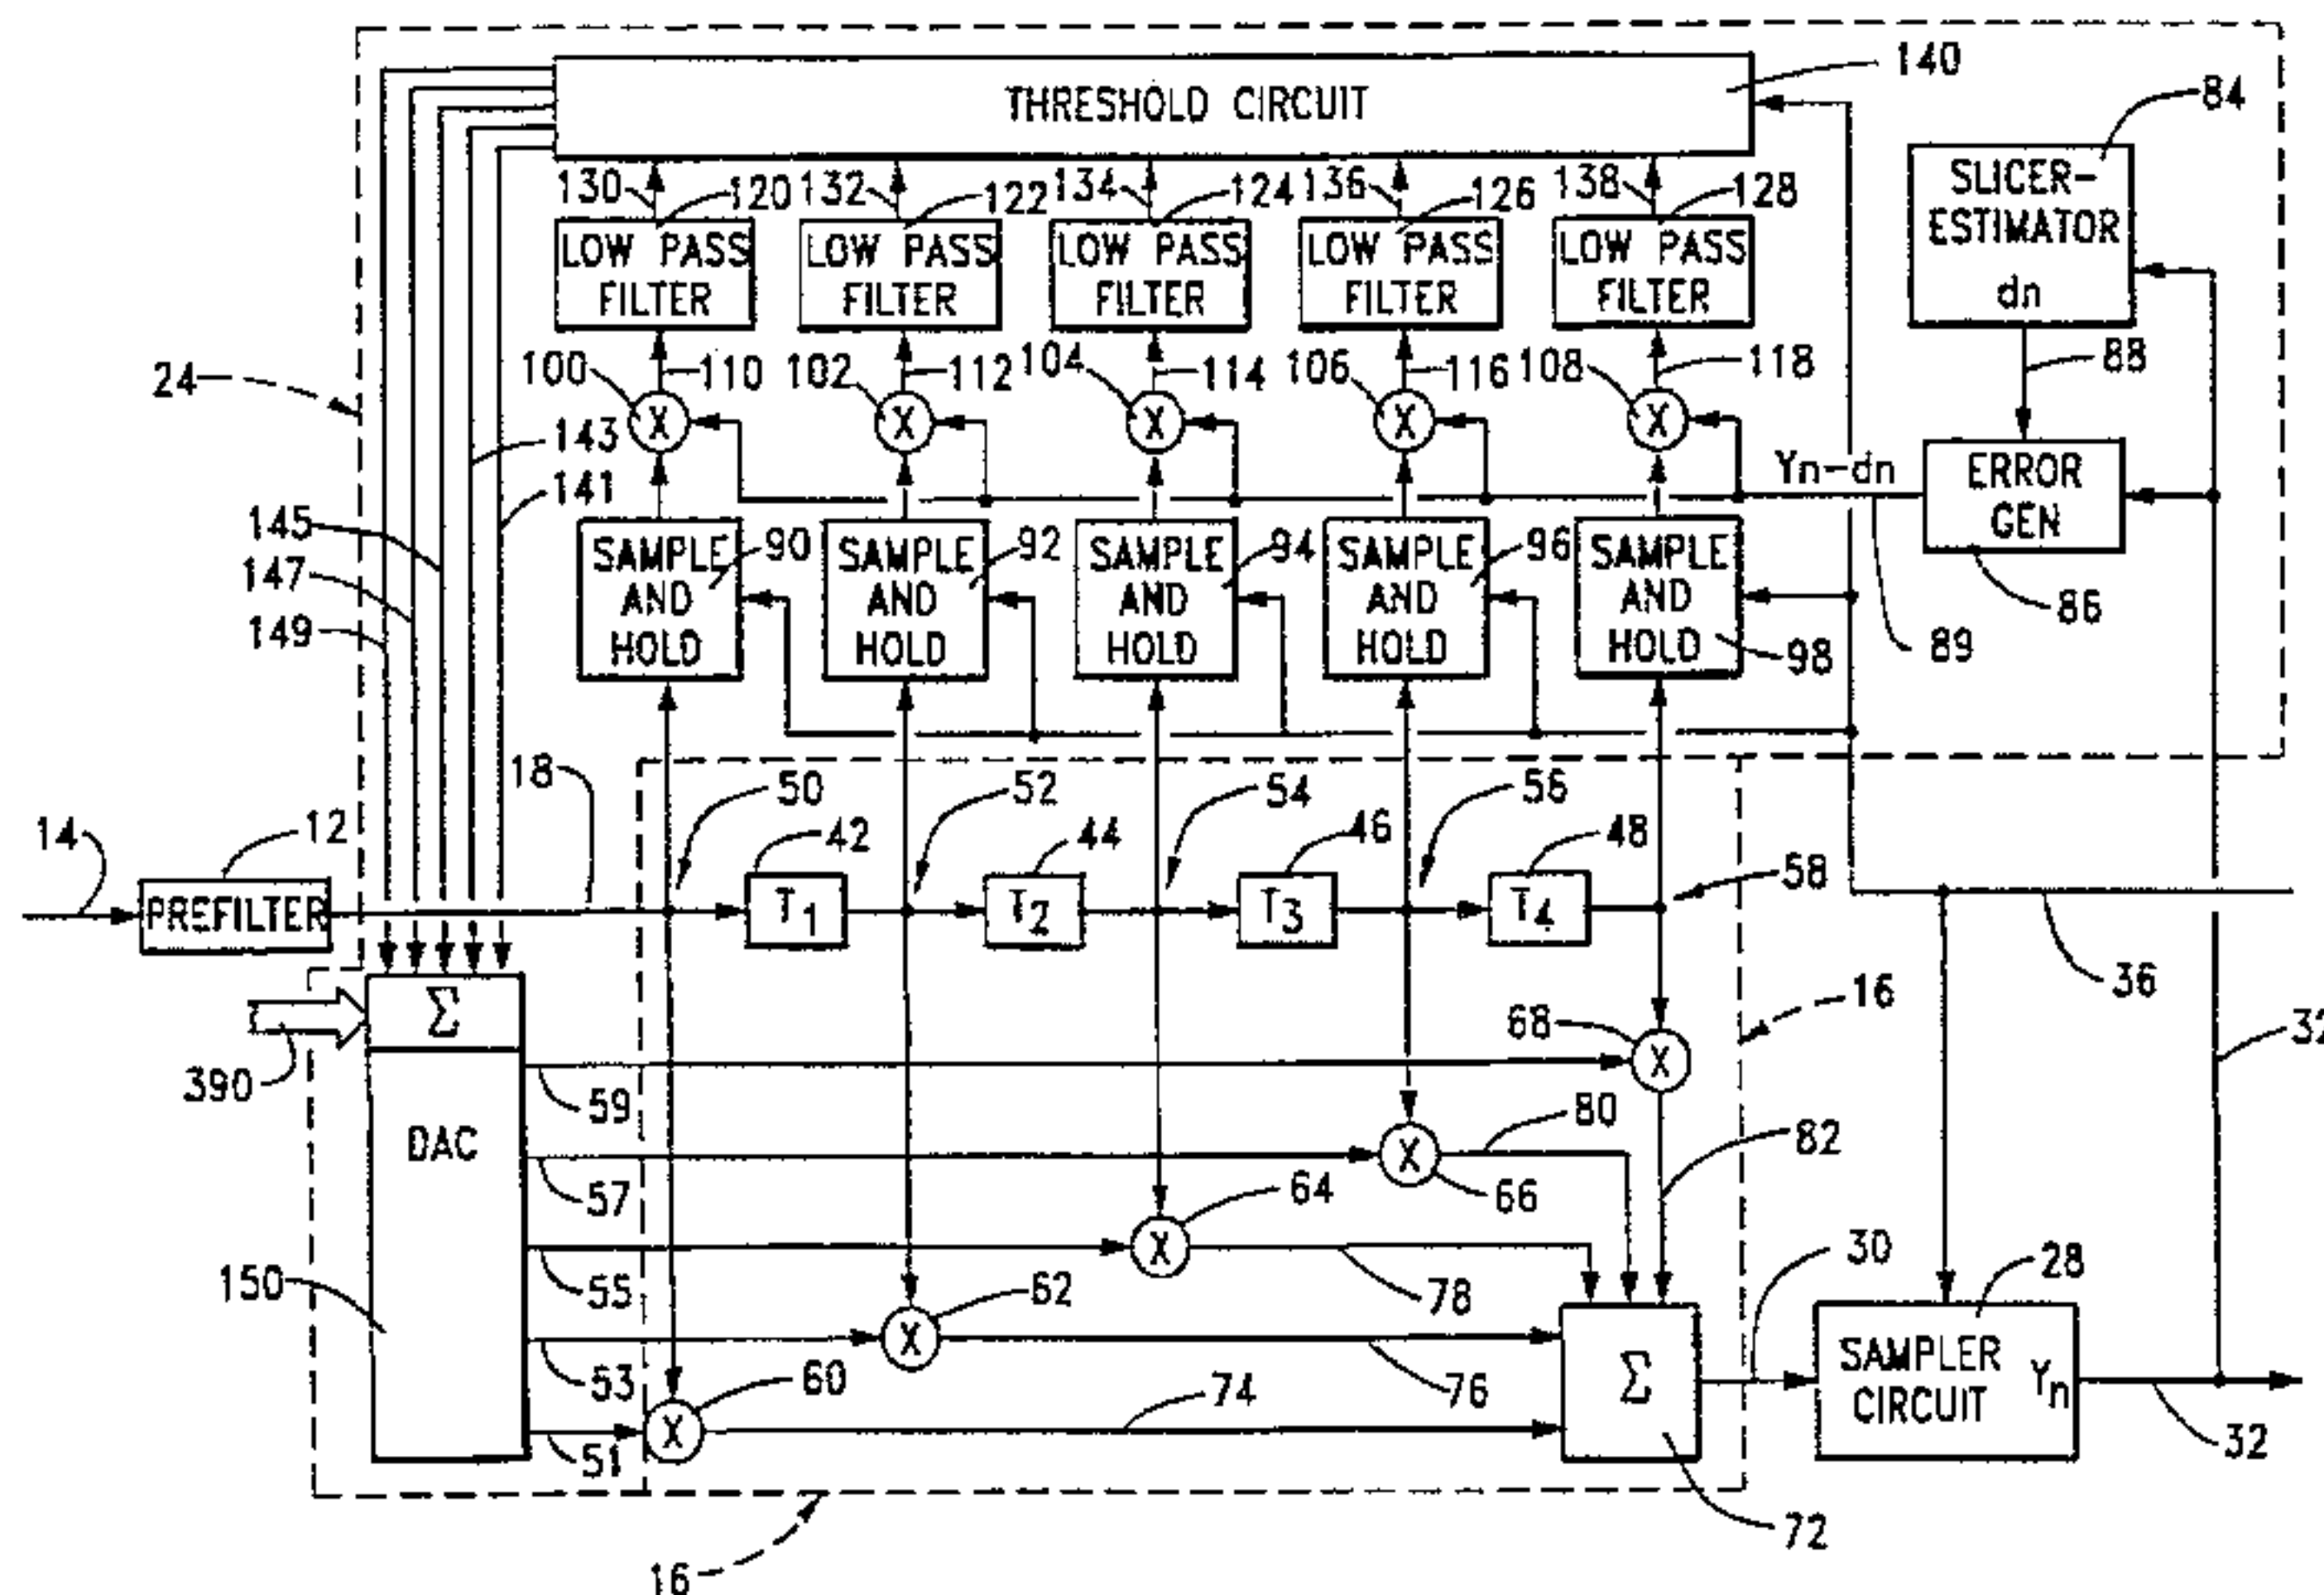 140
THRESHOLD CIRCUIT
84
130
120
132
122
134
124
136
126
138
128
SLICER-
ESTIMATOR
dn
LOW PASS
FILTER
LOW PASS
FILTER
LOW PASS
FILTER
LOW PASS
FILTER
LOW PASS
FILTER
24
100
110
102
112
104
114
106
116
108
118
88
X
X
X
X
X
143
141
Yn-dn
ERROR
GEN
145
147
149
SAMPLE
AND
HOLD
90
SAMPLE
AND
HOLD
92
SAMPLE
AND
HOLD
94
SAMPLE
AND
HOLD
96
SAMPLE
AND
HOLD
98
89
86
18
50
52
54
56
14
12
42
44
46
48
58
PREFILTER
T1
T2
T3
T4
36
16
32
Σ
390
68
X
59
DAC
80
82
X
57
66
64
X
150
55
78
30
28
62
X
53
76
60
X
51
74
Σ
SAMPLER
CIRCUIT
Yn
32
72
16